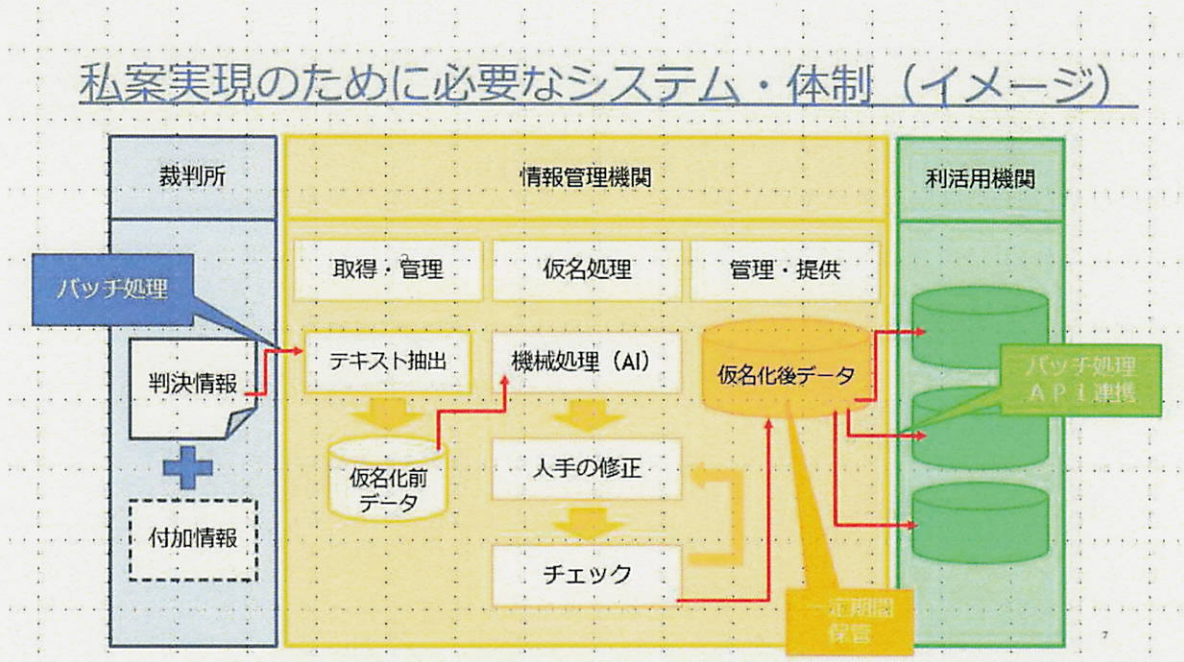 私案実現のために必要なシステム・体制（イメージ）
裁判所
情報管理機関
利活用機関
取得・管理
仮名処理
管理・提供
バッチ処理
判決情報
付加情報
テキスト抽出
仮名化前
データ
機械処理（AI）
人手の修正
チェック
仮名化後データ
一定期間
保管
バッチ処理
ＡＰｉ連携
7